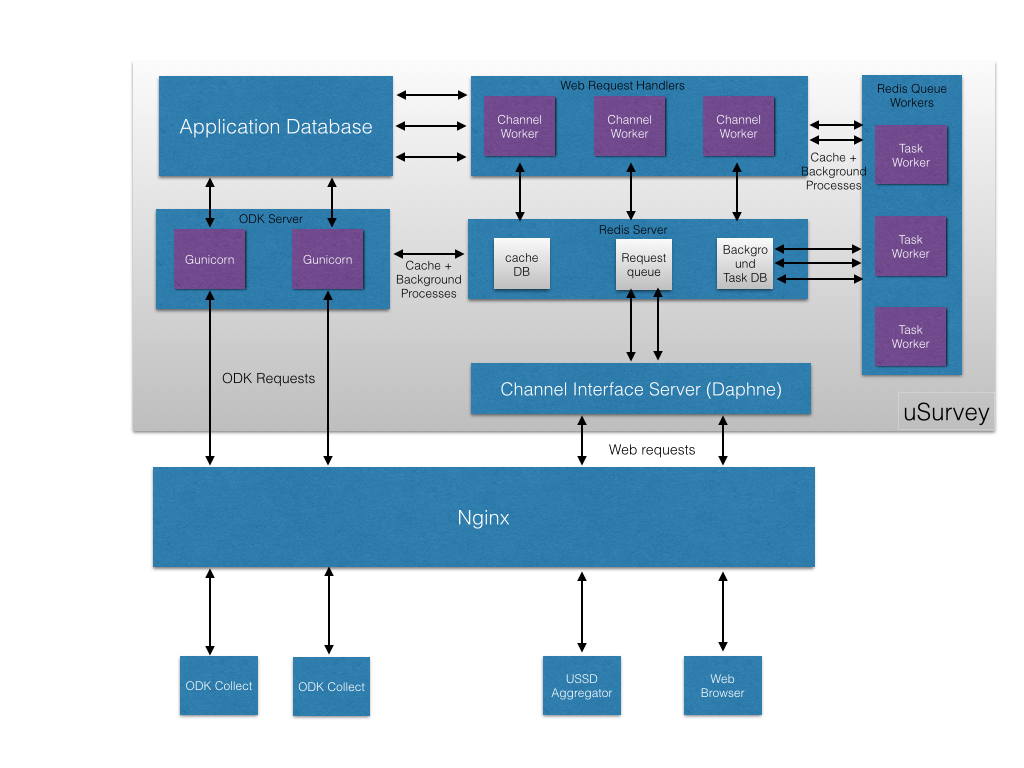 Application Database
Web Request Handlers
Channel
Worker
Channel
Worker
Channel
Worker
Redis Queue
Workers
Task
Worker
Task
Worker
Task
Worker
Cache +
Background
Processes
ODK Server
Gunicorn
Gunicorn
Cache +
Background
Processes
Redis Server
cache
DB
Request
queue
Backgro
und
Task DB
ODK Requests
Channel Interface Server (Daphne)
uSurvey
Web requests
Nginx
ODK Collect
ODK Collect
USSD
Aggregator
Web
Browser